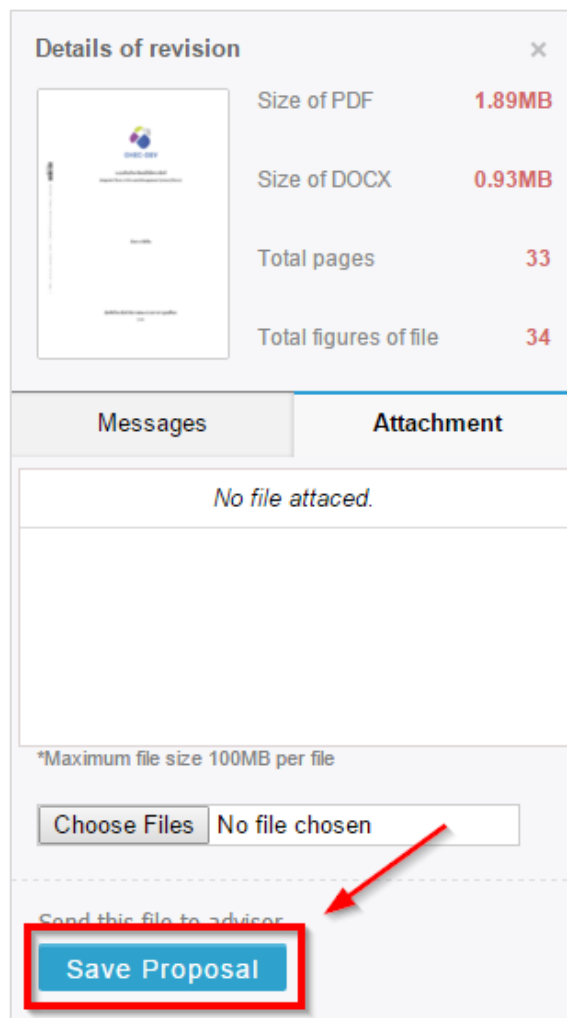 Details of revision ×
Size of PDF 1.89MB
Size of DOCX 0.93MB
Total pages 33
Total figures of file 34
Messages Attachment
No file attaced.
*Maximum file size 100MB per file
Choose Files No file chosen
Send this file to advisor
Save Proposal